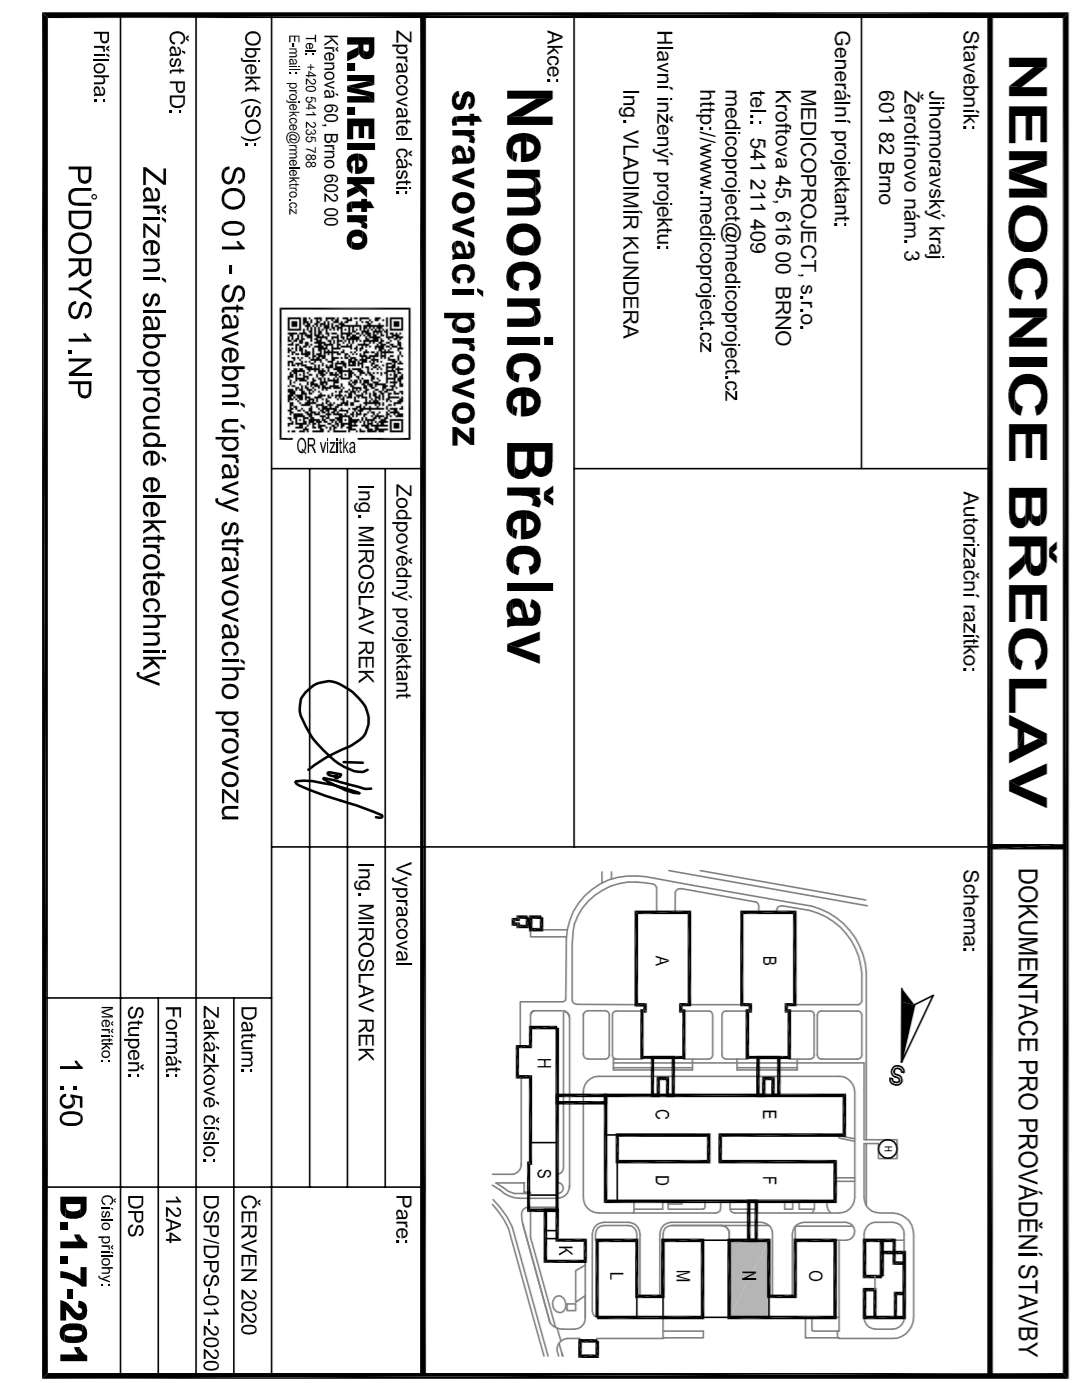 NEMOCNICE BŘECLAV
DOKUMENTACE PRO PROVÁDĚNÍ STAVBY
Stavebník:
Jihomoravský kraj
Žerotínovo nám. 3
601 82 Brno
Autorizační razítko:
Schema:
Generální projektant:
MEDICOPROJECT, s.r.o.
Kroftova 45, 616 00 BRNO
tel.: 541 211 409
medicoproject@medicoproject.cz
http://www.medicoproject.cz
Hlavní inženýr projektu:
Ing. VLADIMÍR KUNDERA
S
H
B
A
E
C
F
D
O
N
M
L
H
S
K
Akce:
Nemocnice Břeclav
stravovací provoz
Zpracovatel části:
R.M.Elektro
Křenová 60, Brno 602 00
Tel: +420 541 235 788
E-mail: projekce@rmelektro.cz
QR vizitka
Zodpovědný projektant
Ing. MIROSLAV REK
Vypracoval
Ing. MIROSLAV REK
Pare:
Objekt (SO):
SO 01 - Stavební úpravy stravovacího provozu
Datum:
ČERVEN 2020
Zakázkové číslo:
DSP/DPS-01-2020
Část PD:
Zařízení slaboproudé elektrotechniky
Formát:
12A4
Stupeň:
DPS
Příloha:
PŮDORYS 1.NP
Měřítko:
1 :50
Číslo přílohy:
D.1.7-201